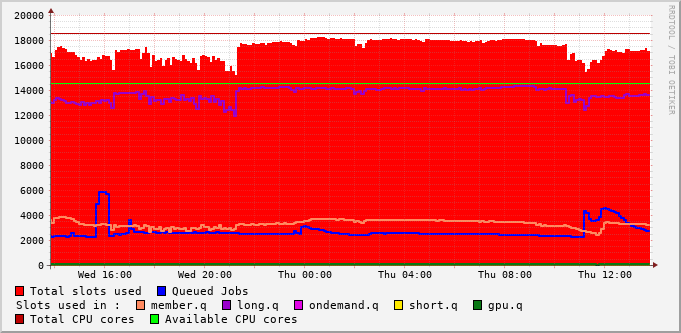 RRDTOOL / TOBI OETIKER
20000
18000
16000
14000
12000
10000
8000
6000
4000
2000
0
Wed 16:00 Wed 20:00 Thu 00:00 Thu 04:00 Thu 08:00 Thu 12:00
Total slots used Queued Jobs
Slots used in : member.q long.q ondemand.q short.q gpu.q
Total CPU cores Available CPU cores